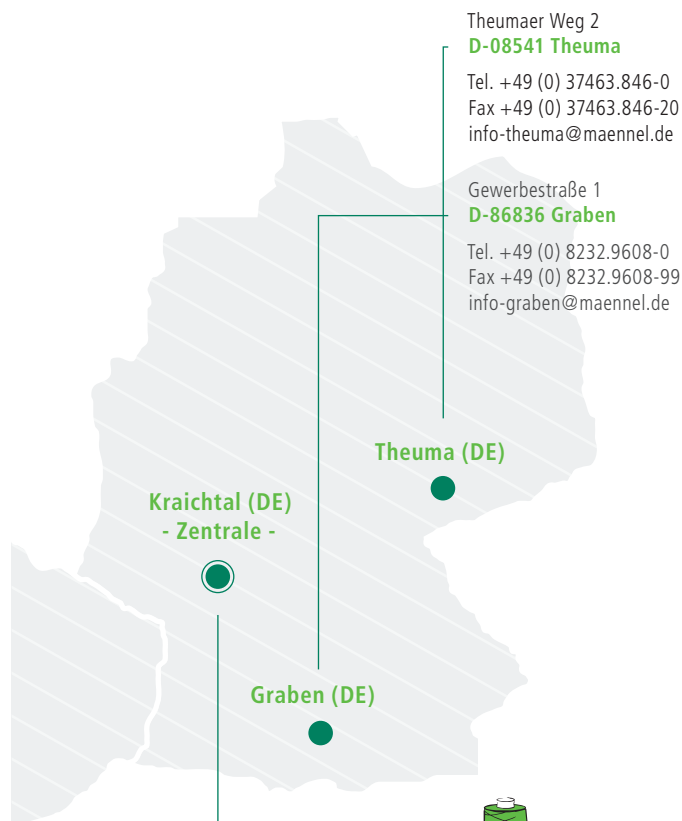 Theumaer Weg 2
D-08541 Theuma
Tel. +49 (0) 37463.846-0
Fax +49 (0) 37463.846-20
info-theuma@maennel.de
Gewerbestraße 1
D-86836 Graben
Tel. +49 (0) 8232.9608-0
Fax +49 (0) 8232.9608-99
info-graben@maennel.de
Theuma (DE)
Kraichtal (DE)
- Zentrale -
Graben (DE)